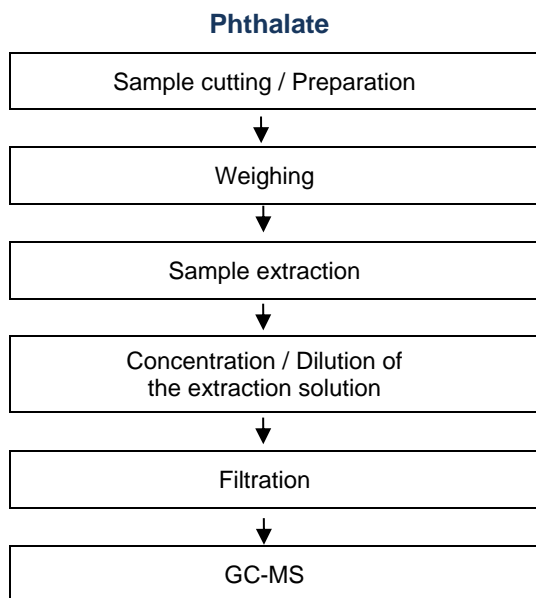 Phthalate
Sample cutting / Preparation
Weighing
Sample extraction
Concentration / Dilution of
the extraction solution
Filtration
GC-MS